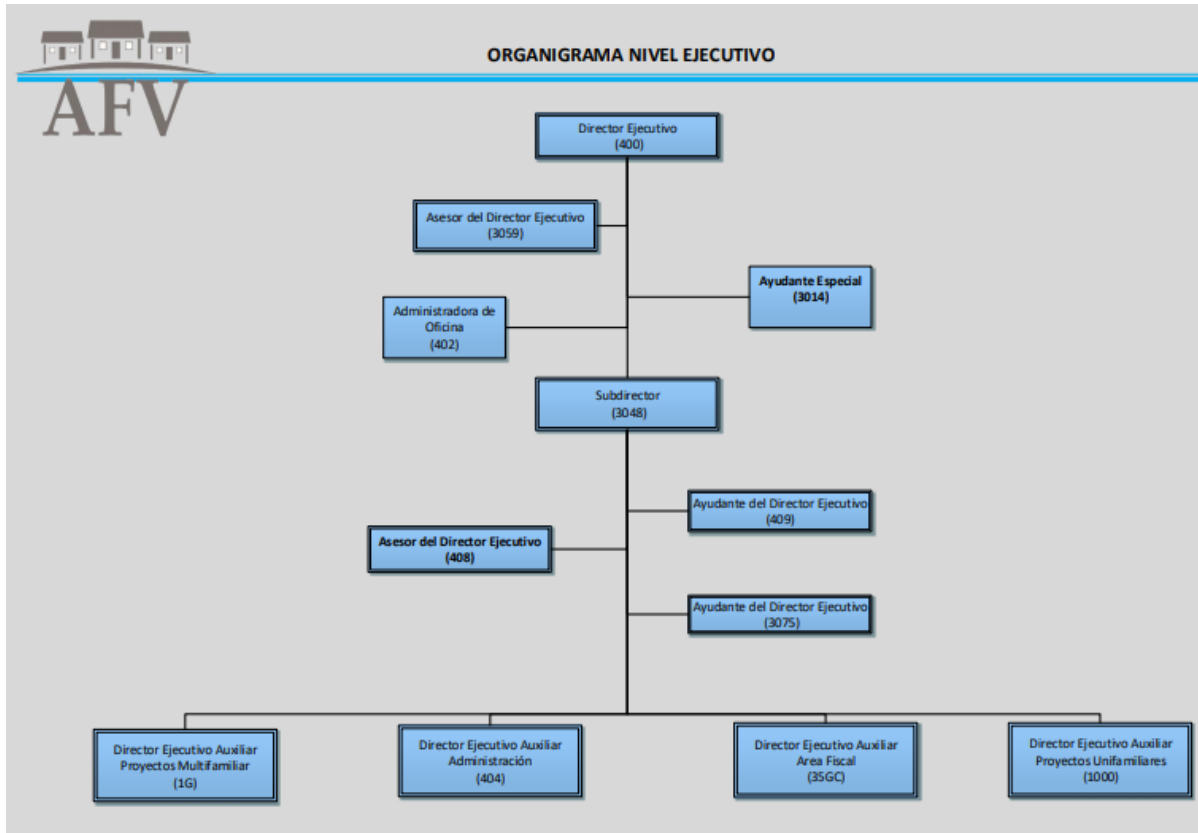 ORGANIGRAMA NIVEL EJECUTIVO
AFV
Director Ejecutivo
(400)
Asesor del Director Ejecutivo
(3059)
Ayudante Especial
(3014)
Administradora de
Oficina
(402)
Subdirector
(3048)
Ayudante del Director Ejecutivo
(409)
Asesor del Director Ejecutivo
(408)
Ayudante del Director Ejecutivo
(3075)
Director Ejecutivo Auxiliar
Proyectos Multifamiliar
(1G)
Director Ejecutivo Auxiliar
Administración
(404)
Director Ejecutivo Auxiliar
Area Fiscal
(35GC)
Director Ejecutivo Auxiliar
Proyectos Unifamiliares
(1000)